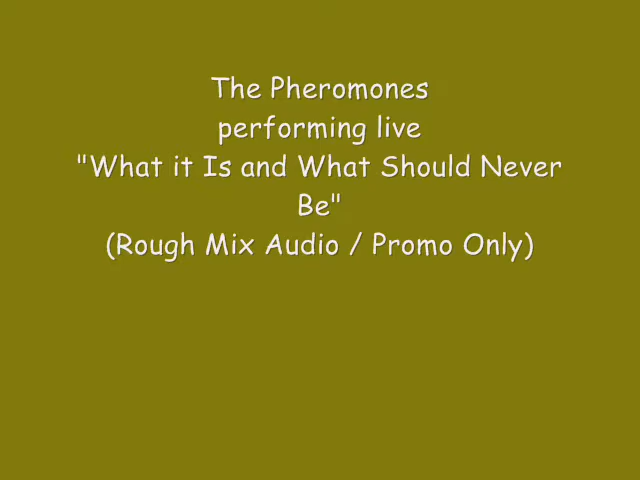 The Pheromones
performing live
"What it Is and What Should Never
Be"
(Rough Mix Audio / Promo Only)